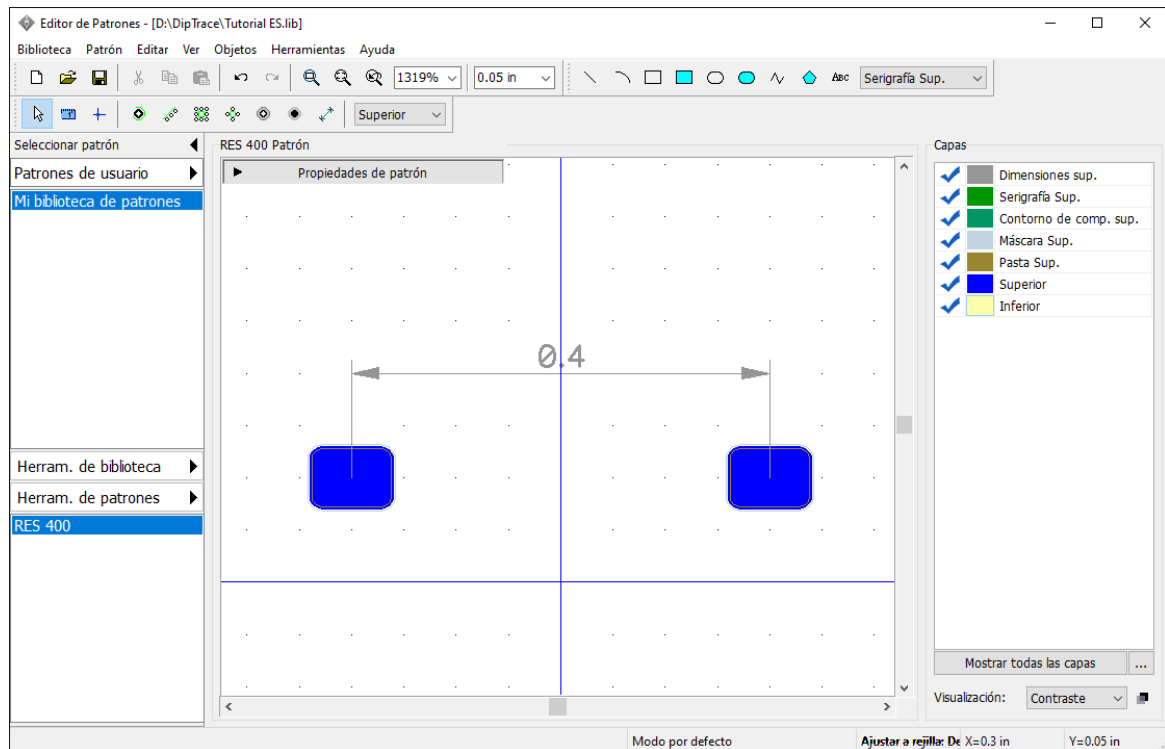 Editor de Patrones - [D:\DipTrace\Tutorial ES.lib]
Biblioteca Patrón Editar Ver Objetos Herramientas Ayuda
1319% 0.05 in ABC Serigrafía Sup.
Superior
Seleccionar patrón
Patrones de usuario
Mi biblioteca de patrones
Herram. de biblioteca
Herram. de patrones
RES 400
RES 400 Patrón
Propiedades de patrón
0.4
Capas
Dimensiones sup.
Serigrafía Sup.
Contorno de comp. sup.
Máscara Sup.
Pasta Sup.
Superior
Inferior
Mostrar todas las capas ...
Visualización: Contraste
Modo por defecto Ajustar a rejilla: De X=0.3 in Y=0.05 in